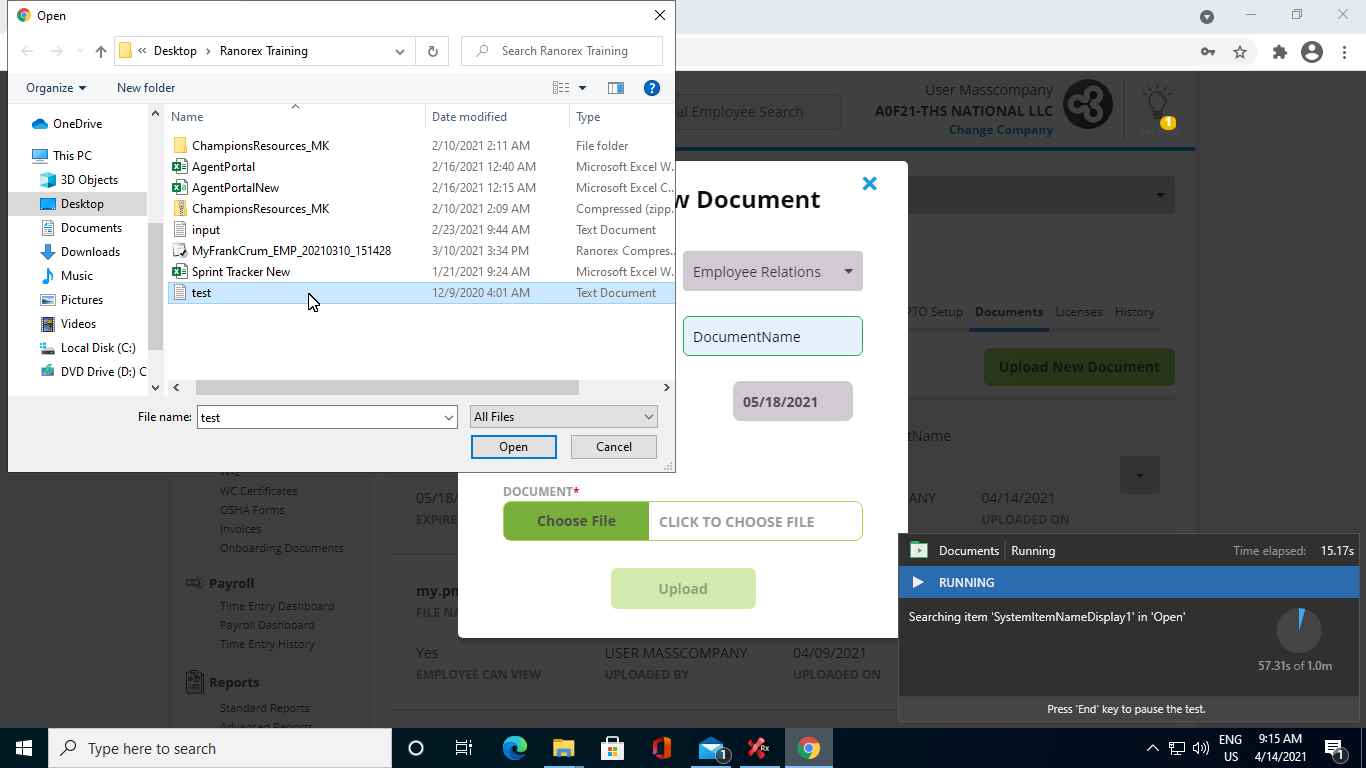 Open
Desktop › Ranorex Training
Search Ranorex Training
Organize
New folder
OneDrive
This PC
3D Objects
Desktop
Documents
Downloads
Music
Pictures
Videos
Local Disk (C:)
DVD Drive (D:) C
Name Date modified Type
ChampionsResources_MK 2/10/2021 2:11 AM File folder
AgentPortal 2/16/2021 12:40 AM Microsoft Excel W...
AgentPortalNew 2/16/2021 12:15 AM Microsoft Excel C...
ChampionsResources_MK 2/10/2021 2:09 AM Compressed (zipp...
input 2/23/2021 9:44 AM Text Document
MyFrankCrum_EMP_20210310_151428 3/10/2021 3:34 PM Ranorex Compres...
Sprint Tracker New 1/21/2021 9:24 AM Microsoft Excel W...
test 12/9/2020 4:01 AM Text Document
File name: test
All Files
Open
Cancel
al Employee Search
User Masscompany
A0F21-THS NATIONAL LLC
Change Company
1
w Document
Employee Relations
DocumentName
05/18/2021
DOCUMENT*
Choose File CLICK TO CHOOSE FILE
Upload
PTO Setup Documents Licenses History
Upload New Document
tName
05/18/
EXPIRE
ANY 04/14/2021
UPLOADED ON
WC Certificates
OSHA Forms
Invoices
Onboarding Documents
Payroll
Time Entry Dashboard
Payroll Dashboard
Time Entry History
Reports
Standard Reports
Advanced Reports
my.pn
FILE NA
Yes USER MASSCOMPANY 04/09/2021
EMPLOYEE CAN VIEW UPLOADED BY UPLOADED ON
Documents Running Time elapsed: 15.17s
RUNNING
Searching item 'SystemItemNameDisplay1' in 'Open'
57.31s of 1.0m
Press 'End' key to pause the test.
Type here to search
1
Rx
ENG
US
9:15 AM
4/14/2021
1